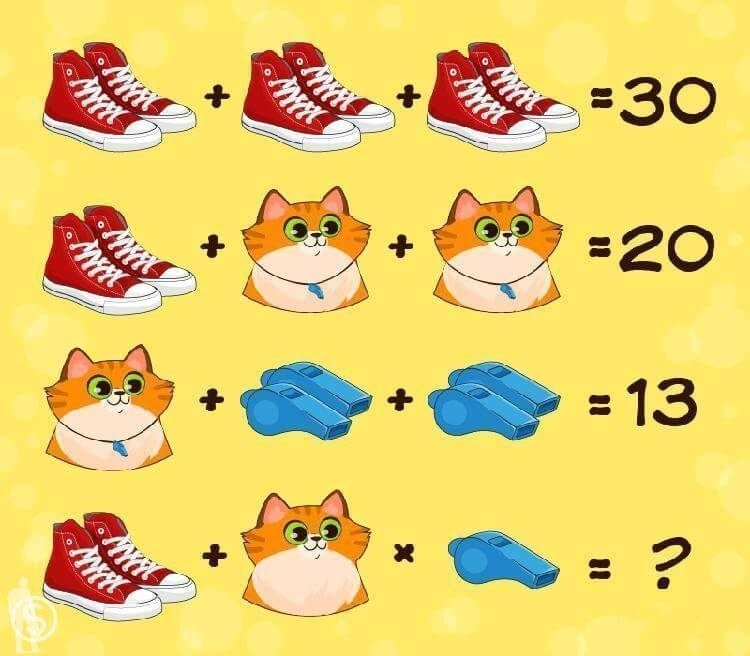 + + =30
+ + =20
+ + =13
+ × = ?